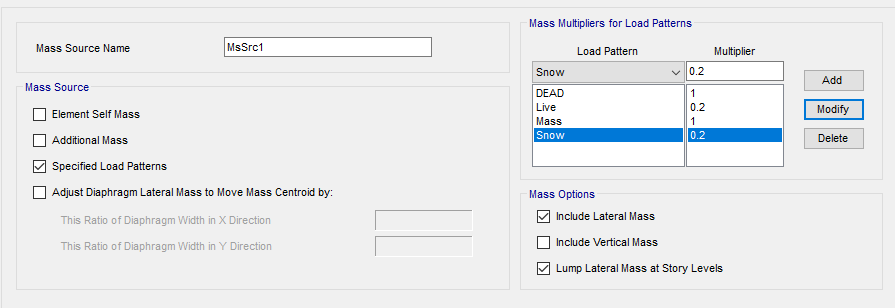 Mass Source Name
MsSrc1
Mass Source
Element Self Mass
Additional Mass
Specified Load Patterns
Adjust Diaphragm Lateral Mass to Move Mass Centroid by:
This Ratio of Diaphragm Width in X Direction
This Ratio of Diaphragm Width in Y Direction
Mass Multipliers for Load Patterns
Load Pattern Multiplier
Snow 0.2
DEAD 1
Live 0.2
Mass 1
Snow 0.2
Add
Modify
Delete
Mass Options
Include Lateral Mass
Include Vertical Mass
Lump Lateral Mass at Story Levels